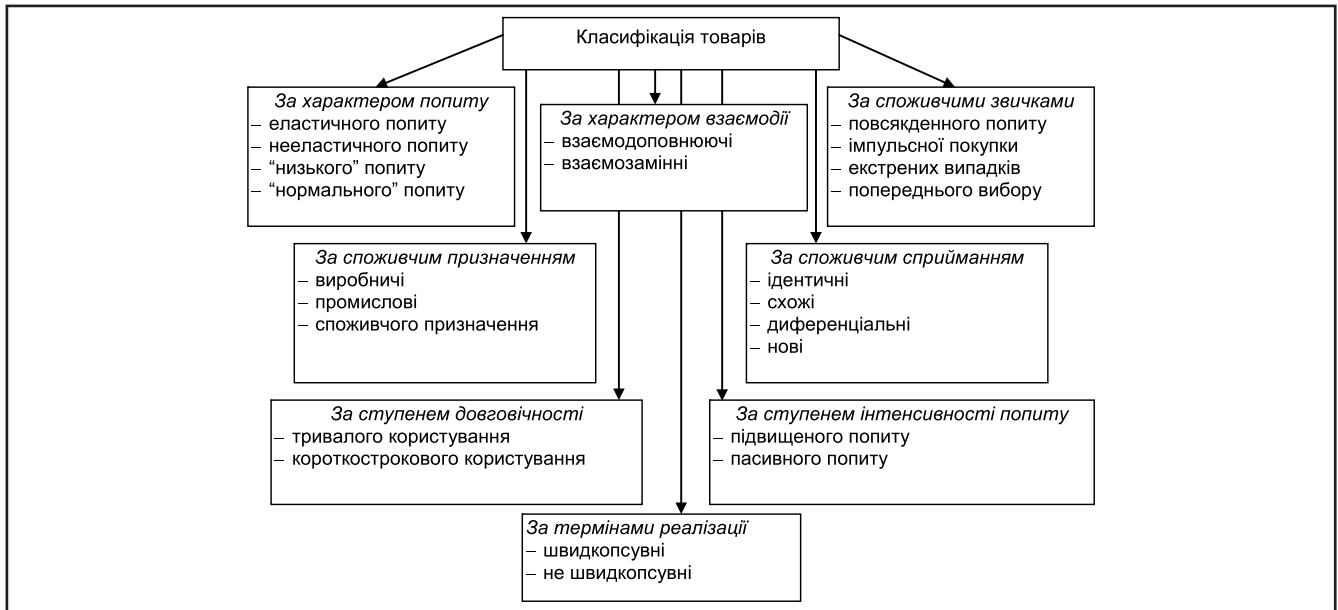 Класифікація товарів
За характером попиту
– еластичного попиту
– нееластичного попиту
– “низького” попиту
– “нормального” попиту
За характером взаємодії
– взаємодоповнюючі
– взаємозамінні
За споживчими звичками
– повсякденного попиту
– імпульсної покупки
– екстрених випадків
– попереднього вибору
За споживчим призначенням
– виробничі
– промислові
– споживчого призначення
За споживчим сприйманням
– ідентичні
– схожі
– диференціальні
– нові
За ступенем довговічності
– тривалого користування
– короткострокового користування
За ступенем інтенсивності попиту
– підвищеного попиту
– пасивного попиту
За термінами реалізації
– швидкопсувні
– не швидкопсувні